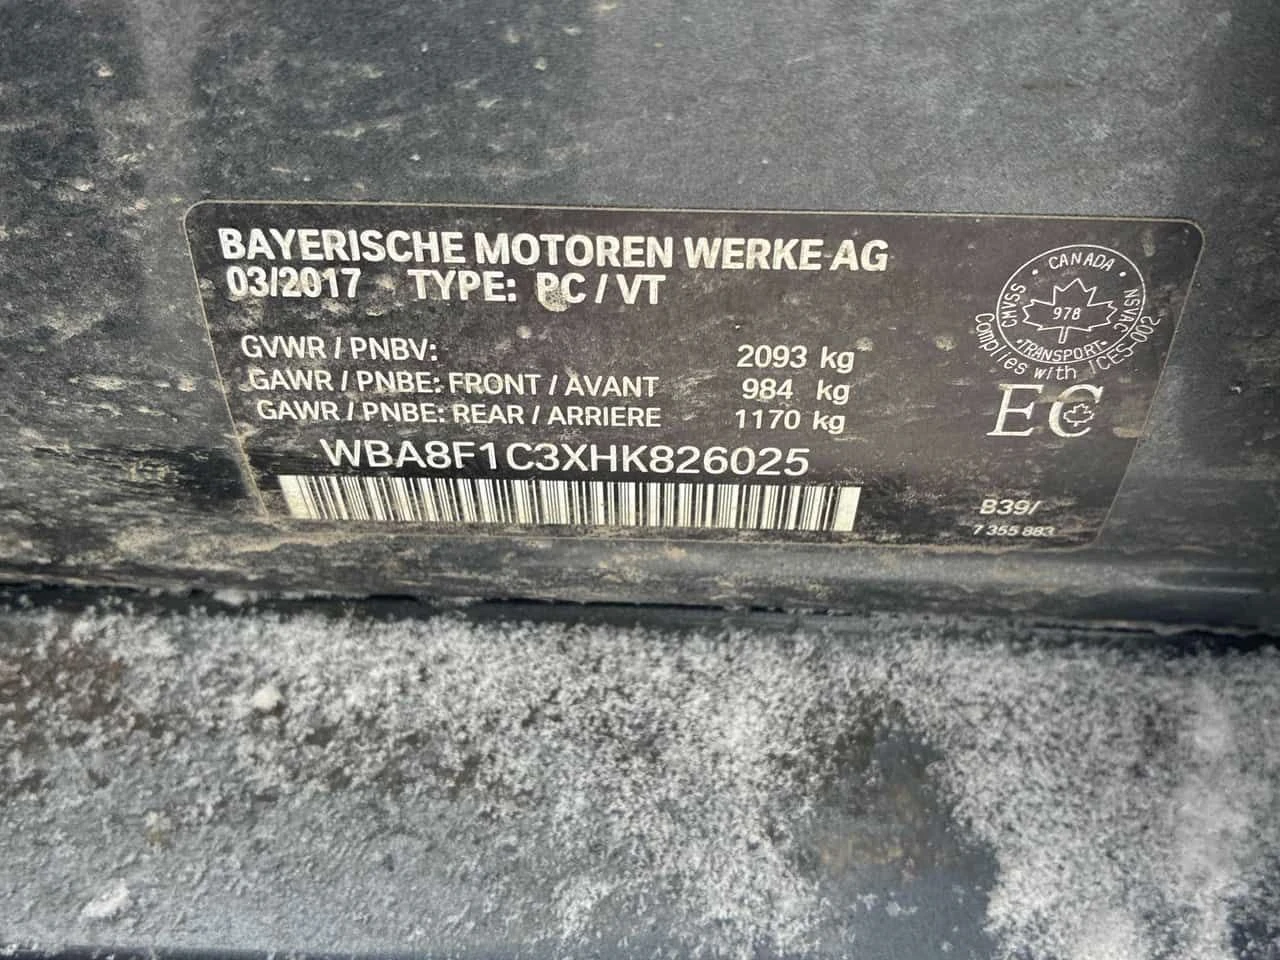 BAYERISCHE MOTOREN WERKE AG
03/2017 TYPE: PC / VT
GVWR / PNBV: 2093 kg
GAWR / PNBE: FRONT / AVANT 984 kg
GAWR / PNBE: REAR / ARRIERE 1170 kg
WBA8F1C3XHK826025
CANADA
CMVSS
NSVAC
978
TRANSPORT
Complies with ICES-002
EC
B39/
7 355 883